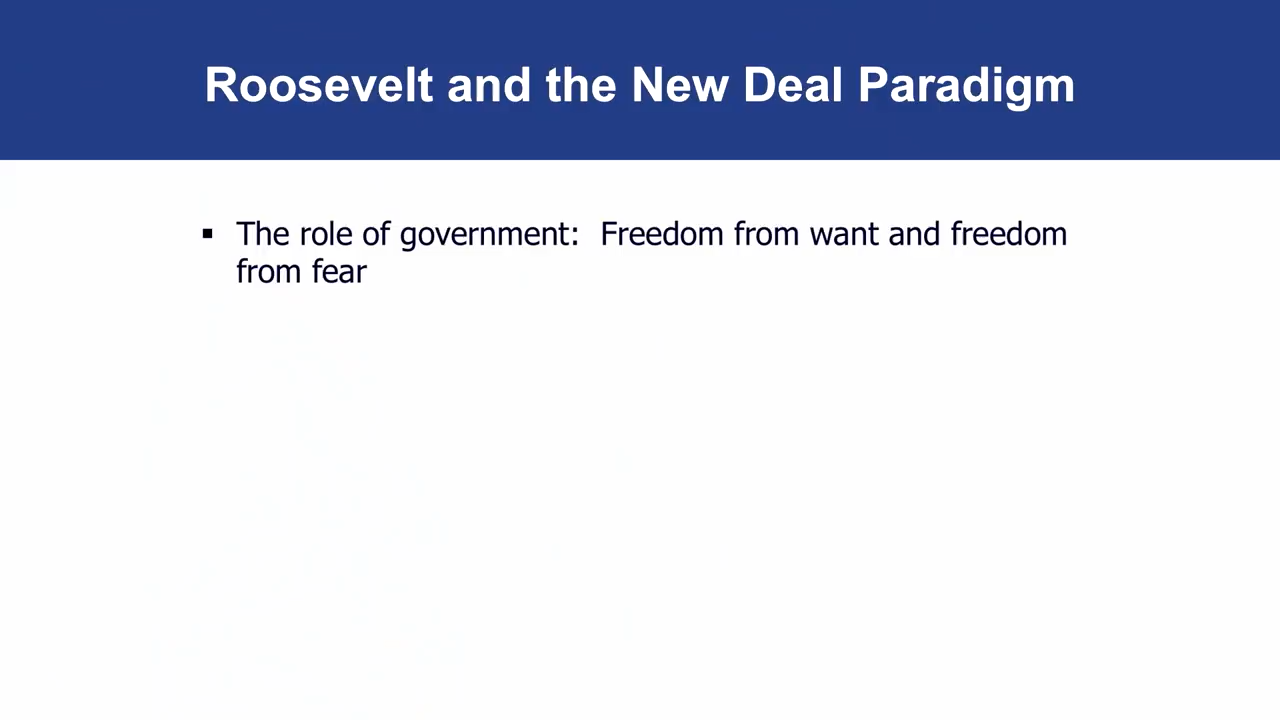 Roosevelt and the New Deal Paradigm
▪ The role of government:  Freedom from want and freedom
from fear